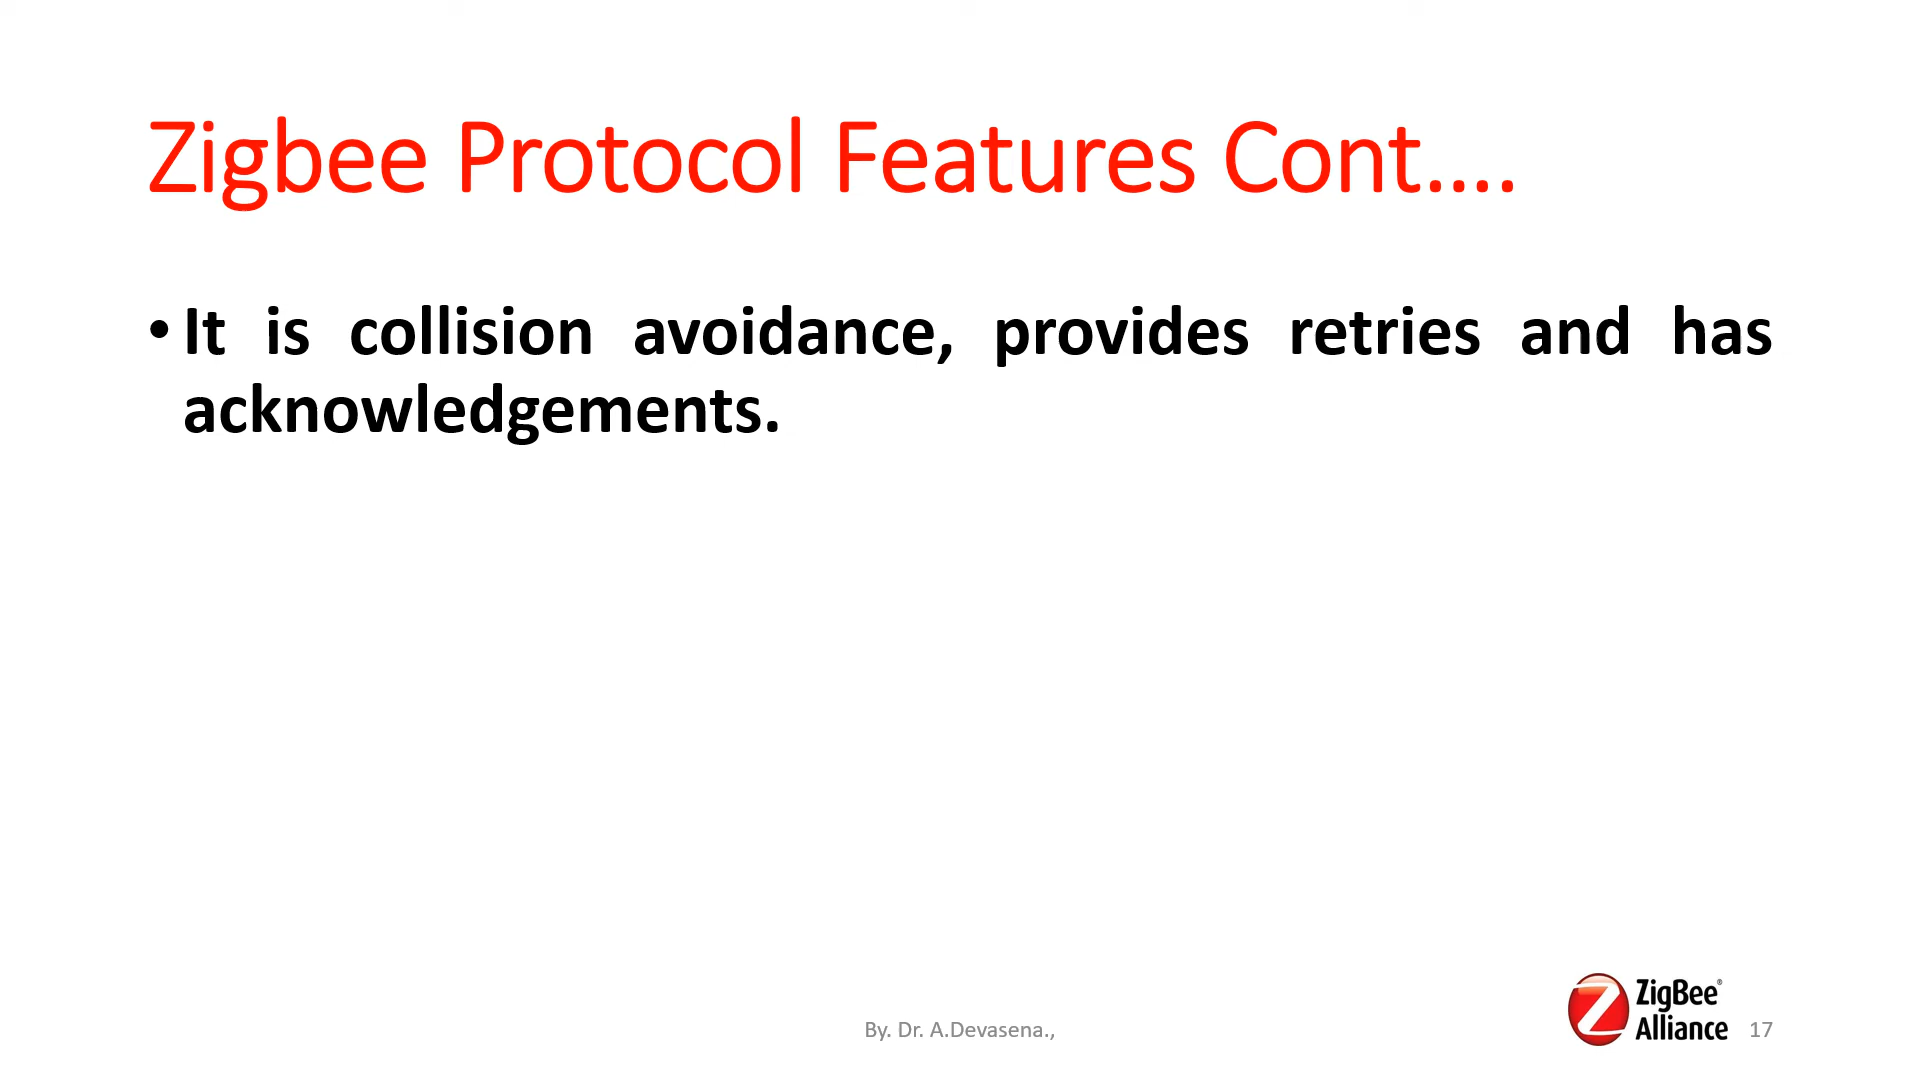 Zigbee Protocol Features Cont....
• It is collision avoidance, provides retries and has
acknowledgements.
By. Dr. A.Devasena.,
ZigBee®
Alliance
17